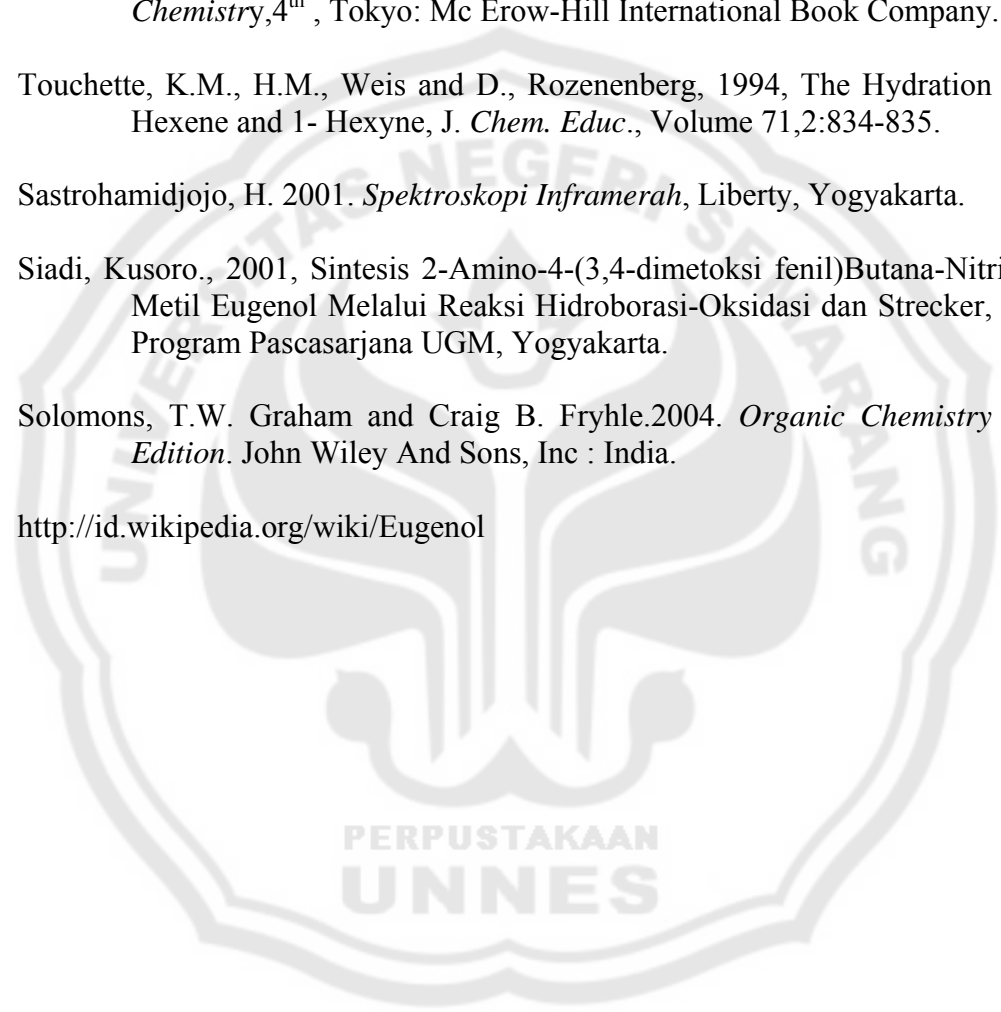 Chemistry,4th , Tokyo: Mc Erow-Hill International Book Company.
Touchette, K.M., H.M., Weis and D., Rozenenberg, 1994, The Hydration
Hexene and 1- Hexyne, J. Chem. Educ., Volume 71,2:834-835.
Sastrohamidjojo, H. 2001. Spektroskopi Inframerah, Liberty, Yogyakarta.
Siadi, Kusoro., 2001, Sintesis 2-Amino-4-(3,4-dimetoksi fenil)Butana-Nitri
Metil Eugenol Melalui Reaksi Hidroborasi-Oksidasi dan Strecker,
Program Pascasarjana UGM, Yogyakarta.
Solomons, T.W. Graham and Craig B. Fryhle.2004. Organic Chemistry
Edition. John Wiley And Sons, Inc : India.
http://id.wikipedia.org/wiki/Eugenol
UNIVERSITAS NEGERI SEMARANG
PERPUSTAKAAN
UNNES